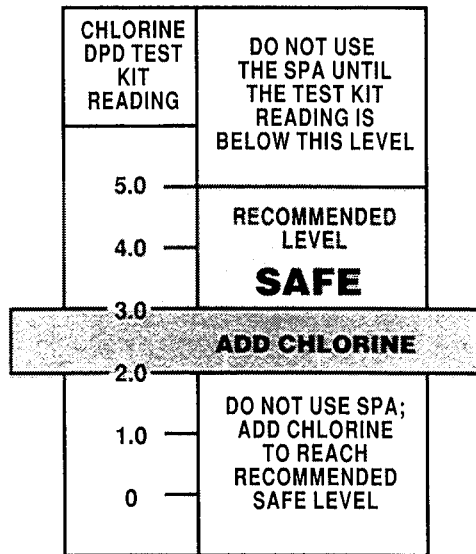 CHLORINE
DPD TEST
KIT
READING
DO NOT USE
THE SPA UNTIL
THE TEST KIT
READING IS
BELOW THIS LEVEL
5.0
RECOMMENDED
LEVEL
4.0
SAFE
3.0
ADD CHLORINE
2.0
DO NOT USE SPA;
ADD CHLORINE
TO REACH
RECOMMENDED
SAFE LEVEL
1.0
0